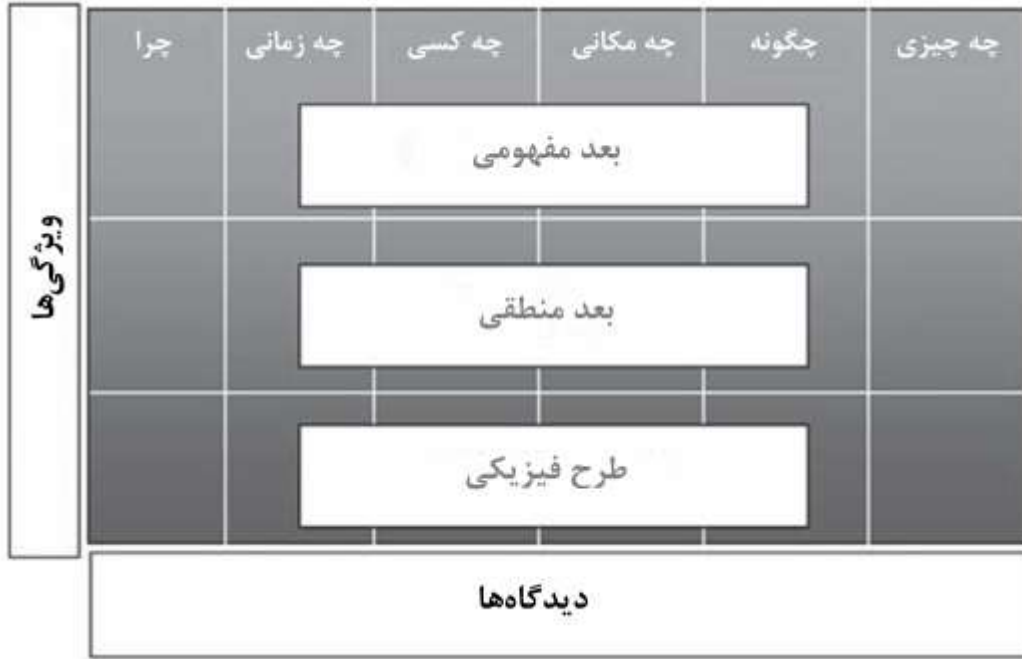 چه چیزی چگونه چه مکانی چه کسی چه زمانی چرا
بعد مفهومی
بعد منطقی
طرح فیزیکی
ویژگی‌ها
دیدگاه‌ها